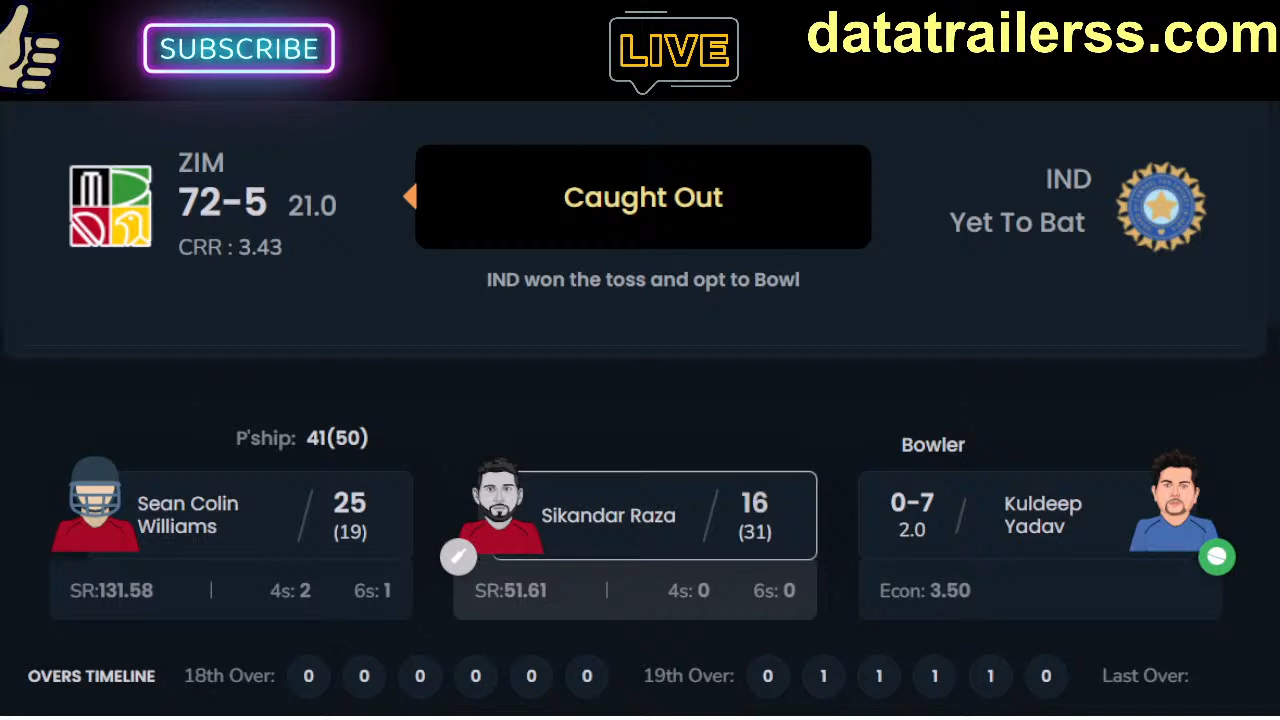 SUBSCRIBE
LIVE
datatrailerss.com
ZIM
72-5 21.0
CRR : 3.43
Caught Out
IND won the toss and opt to Bowl
IND
Yet To Bat
P'ship: 41(50)
Sean Colin
Williams
25
(19)
SR:131.58 | 4s: 2 6s: 1
Sikandar Raza
16
(31)
SR:51.61 | 4s: 0 6s: 0
Bowler
0-7
2.0
Kuldeep
Yadav
Econ: 3.50
OVERS TIMELINE 18th Over: 0 0 0 0 0 0 19th Over: 0 1 1 1 1 0 Last Over: